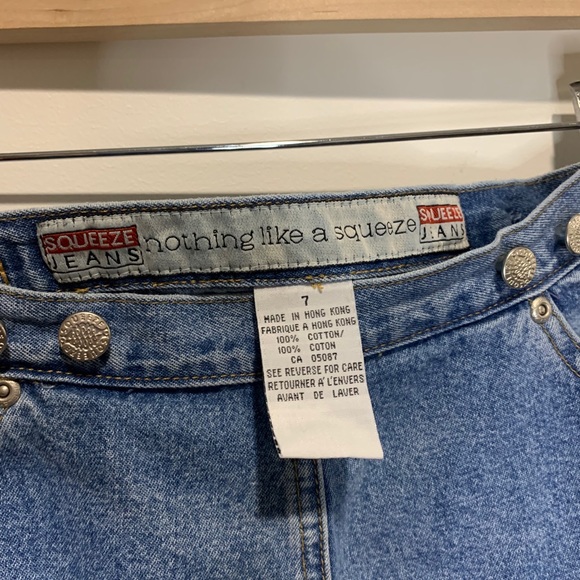 SQUEEZE JEANS nothing like a squeeze SQUEEZE JEANS
7
MADE IN HONG KONG
FABRIQUE A HONG KONG
100% COTTON/
100% COTON
CA 05087
SEE REVERSE FOR CARE
RETOURNER A'L'ENVERS
AVANT DE LAVER